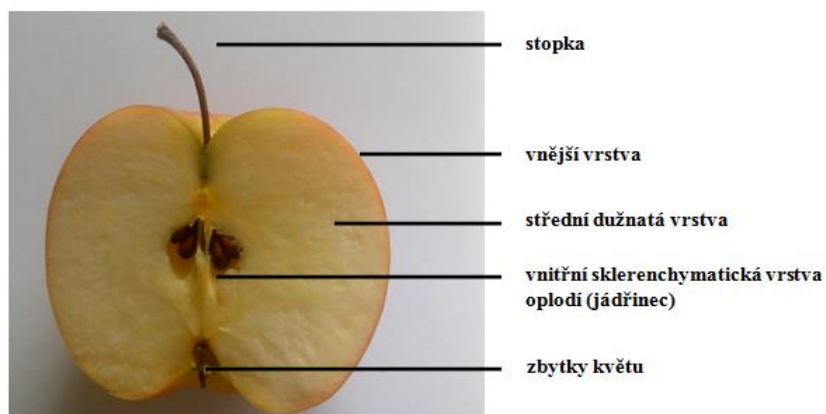 stopka
vnější vrstva
střední dužnatá vrstva
vnitřní sklerenchymatická vrstva
oplodí (jádřinec)
zbytky květu